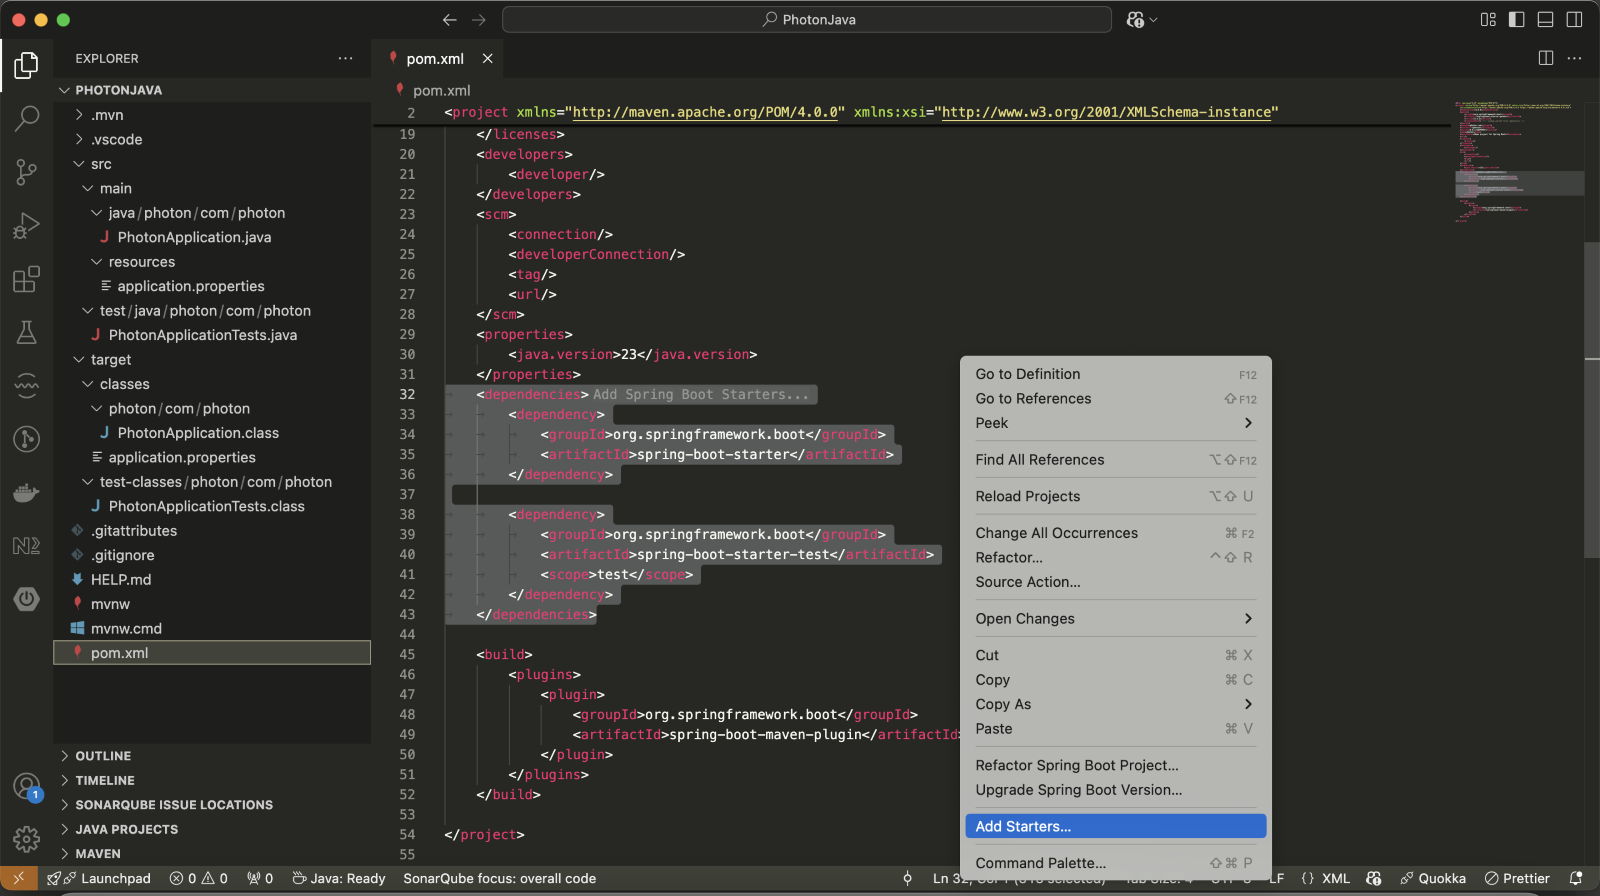 PhotonJava
EXPLORER
PHOTONJAVA
.mvn
.vscode
src
main
java/photon/com/photon
PhotonApplication.java
resources
application.properties
test/java/photon/com/photon
PhotonApplicationTests.java
target
classes
photon/com/photon
PhotonApplication.class
application.properties
test-classes/photon/com/photon
PhotonApplicationTests.class
.gitattributes
.gitignore
HELP.md
mvnw
mvnw.cmd
pom.xml
OUTLINE
TIMELINE
SONARQUBE ISSUE LOCATIONS
JAVA PROJECTS
MAVEN
N2
1
pom.xml
pom.xml
2 <project xmlns="http://maven.apache.org/POM/4.0.0" xmlns:xsi="http://www.w3.org/2001/XMLSchema-instance"
19 </licenses>
20 <developers>
21 <developer/>
22 </developers>
23 <scm>
24 <connection/>
25 <developerConnection/>
26 <tag/>
27 <url/>
28 </scm>
29 <properties>
30 <java.version>23</java.version>
31 </properties>
32 <dependencies> Add Spring Boot Starters...
33 <dependency>
34 <groupId>org.springframework.boot</groupId>
35 <artifactId>spring-boot-starter</artifactId>
36 </dependency>
37
38 <dependency>
39 <groupId>org.springframework.boot</groupId>
40 <artifactId>spring-boot-starter-test</artifactId>
41 <scope>test</scope>
42 </dependency>
43 </dependencies>
44
45 <build>
46 <plugins>
47 <plugin>
48 <groupId>org.springframework.boot</groupId>
49 <artifactId>spring-boot-maven-plugin</artifactId>
50 </plugin>
51 </plugins>
52 </build>
53
54 </project>
55
Go to Definition F12
Go to References ⇧F12
Peek
Find All References ⌥⇧F12
Reload Projects ⌥⇧ U
Change All Occurrences ⌘ F2
Refactor... ^⇧ R
Source Action...
Open Changes
Cut ⌘ X
Copy ⌘ C
Copy As
Paste ⌘ V
Refactor Spring Boot Project...
Upgrade Spring Boot Version...
Add Starters...
Command Palette... ⇧⌘ P
Launchpad 0 0 0 Java: Ready SonarQube focus: overall code Ln 32, LF {} XML Quokka Prettier